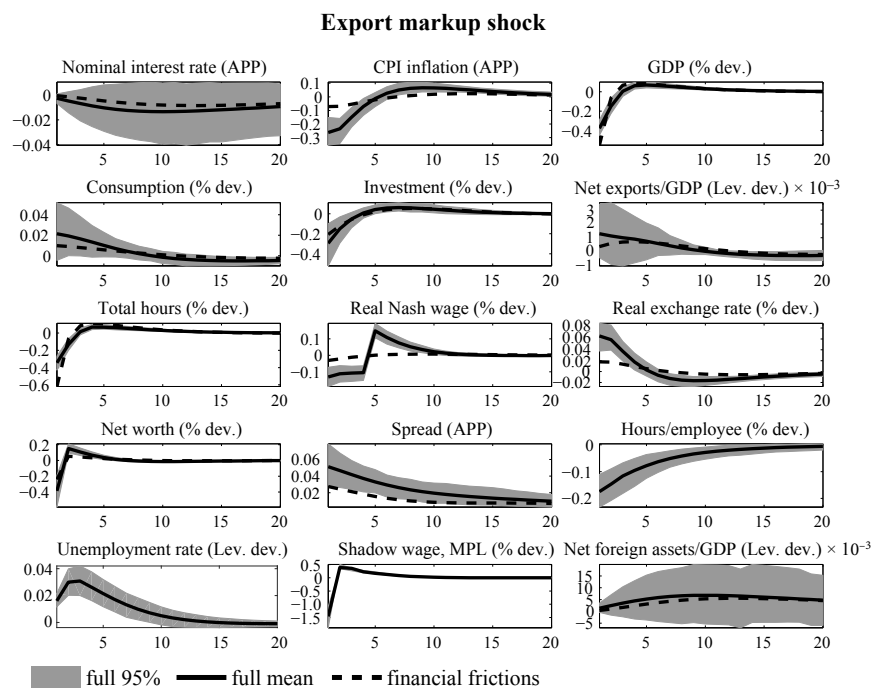 Export markup shock
Nominal interest rate (APP) CPI inflation (APP) GDP (% dev.)
0 −0.02 −0.04 0.1 0 −0.1 −0.3 0 −0.2 −0.4
5 10 15 20 5 10 15 20 5 10 15 20
Consumption (% dev.) Investment (% dev.) Net exports/GDP (Lev. dev.) × 10⁻³
0.04 0.02 0 0 −0.2 −0.4 3 2 1 0 −1
5 10 15 20 5 10 15 20 5 10 15 20
Total hours (% dev.) Real Nash wage (% dev.) Real exchange rate (% dev.)
0 −0.2 −0.4 −0.6 0.1 0 −0.1 0.08 0.06 0.04 0.02 0 −0.02
5 10 15 20 5 10 15 20 5 10 15 20
Net worth (% dev.) Spread (APP) Hours/employee (% dev.)
0.2 0 −0.2 −0.4 0.06 0.04 0.02 0 −0.1 −0.2
5 10 15 20 5 10 15 20 5 10 15 20
Unemployment rate (Lev. dev.) Shadow wage, MPL (% dev.) Net foreign assets/GDP (Lev. dev.) × 10⁻³
0.04 0.02 0 0.5 0 −0.5 −1 −1.5 15 10 5 0 −5
5 10 15 20 5 10 15 20 5 10 15 20
full 95% full mean financial frictions